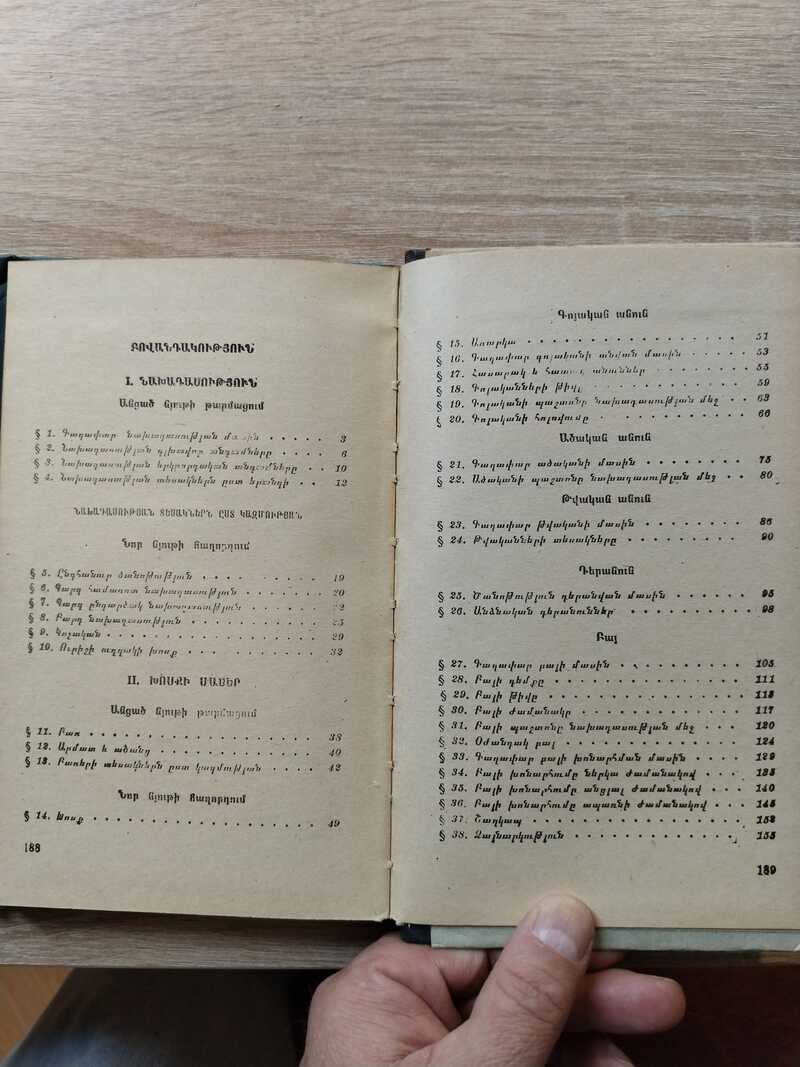 ԲՈՎԱՆԴԱԿՈՒԹՅՈՒՆ
I. ՆԱԽԱԴԱՍՈՒԹՅՈՒՆ
Անցած նյութի թարմացում
§ 1. Գաղափար նախադասության մասին . . . . . 3
§ 2. Նախադասության գլխավոր անդամները . . . . 6
§ 3. Նախադասության երկրորդական անդամները . . 10
§ 4. Նախադասության տեսակներն ըստ երանգի . . 12
ՆԱԽԱԴԱՍՈՒԹՅԱՆ ՏԵՍԱԿՆԵՐՆ ԸՍՏ ԿԱԶՄՈՒԹՅԱՆ
Նոր նյութի հաղորդում
§ 5. Ընդհանուր ծանոթություն . . . . . . . . 19
§ 6. Պարզ համառոտ նախադասություն . . . . . 20
§ 7. Պարզ ընդարձակ նախադասություն . . . . 22
§ 8. Բարդ նախադասություն . . . . . . . . 25
§ 9. Կոչական . . . . . . . . . . . . 29
§ 10. Ուրիշի ուղղակի խոսք . . . . . . . . 32
II. ԽՈՍՔԻ ՄԱՍԵՐ
Անցած նյութի թարմացում
§ 11. Բառ . . . . . . . . . . . . . . 38
§ 12. Արմատ և ածանց . . . . . . . . . . 40
§ 13. Բառերի տեսակներն ըստ կազմության . . . . 42
Նոր նյութի հաղորդում
§ 14. Խոսք . . . . . . . . . . . . . . 49
188
Գոյական անուն
§ 15. Առարկա . . . . . . . . . . . . . 51
§ 16. Գաղափար գոյական անվան մասին . . . . 53
§ 17. Հասարակ և հատուկ անուններ . . . . . . 55
§ 18. Գոյականների թիվը . . . . . . . . . 59
§ 19. Գոյականի պաշտոնը նախադասության մեջ . . 63
§ 20. Գոյականի հոլովումը . . . . . . . . . 66
Ածական անուն
§ 21. Գաղափար ածականի մասին . . . . . . . 75
§ 22. Ածականի պաշտոնը նախադասության մեջ . . 80
Թվական անուն
§ 23. Գաղափար թվականի մասին . . . . . . . 86
§ 24. Թվականների տեսակները . . . . . . . . 90
Դերանուն
§ 25. Ծանոթություն դերանվան մասին . . . . . 95
§ 26. Անձնական դերանուններ . . . . . . . . 98
Բայ
§ 27. Գաղափար բայի մասին . . . . . . . . 105
§ 28. Բայի դեմքը . . . . . . . . . . . . 111
§ 29. Բայի թիվը . . . . . . . . . . . . 115
§ 30. Բայի ժամանակը . . . . . . . . . . 117
§ 31. Բայի պաշտոնը նախադասության մեջ . . . 120
§ 32. Օժանդակ բայ . . . . . . . . . . . 124
§ 33. Գաղափար բայի խոնարհման մասին . . . . 129
§ 34. Բայի խոնարհումը ներկա ժամանակով . . . 135
§ 35. Բայի խոնարհումը անցյալ ժամանակով . . . 140
§ 36. Բայի խոնարհումը ապառնի ժամանակով . . . 145
§ 37. Շաղկապ . . . . . . . . . . . . . 152
§ 38. Ձայնարկություն . . . . . . . . . . . 155
189